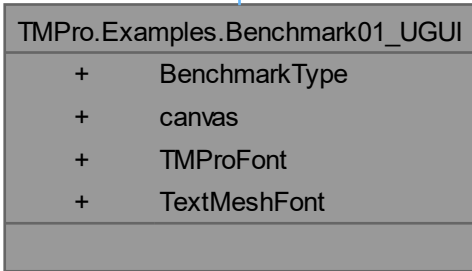 TMPro.Examples.Benchmark01_UGUI
+ BenchmarkType
+ canvas
+ TMProFont
+ TextMeshFont